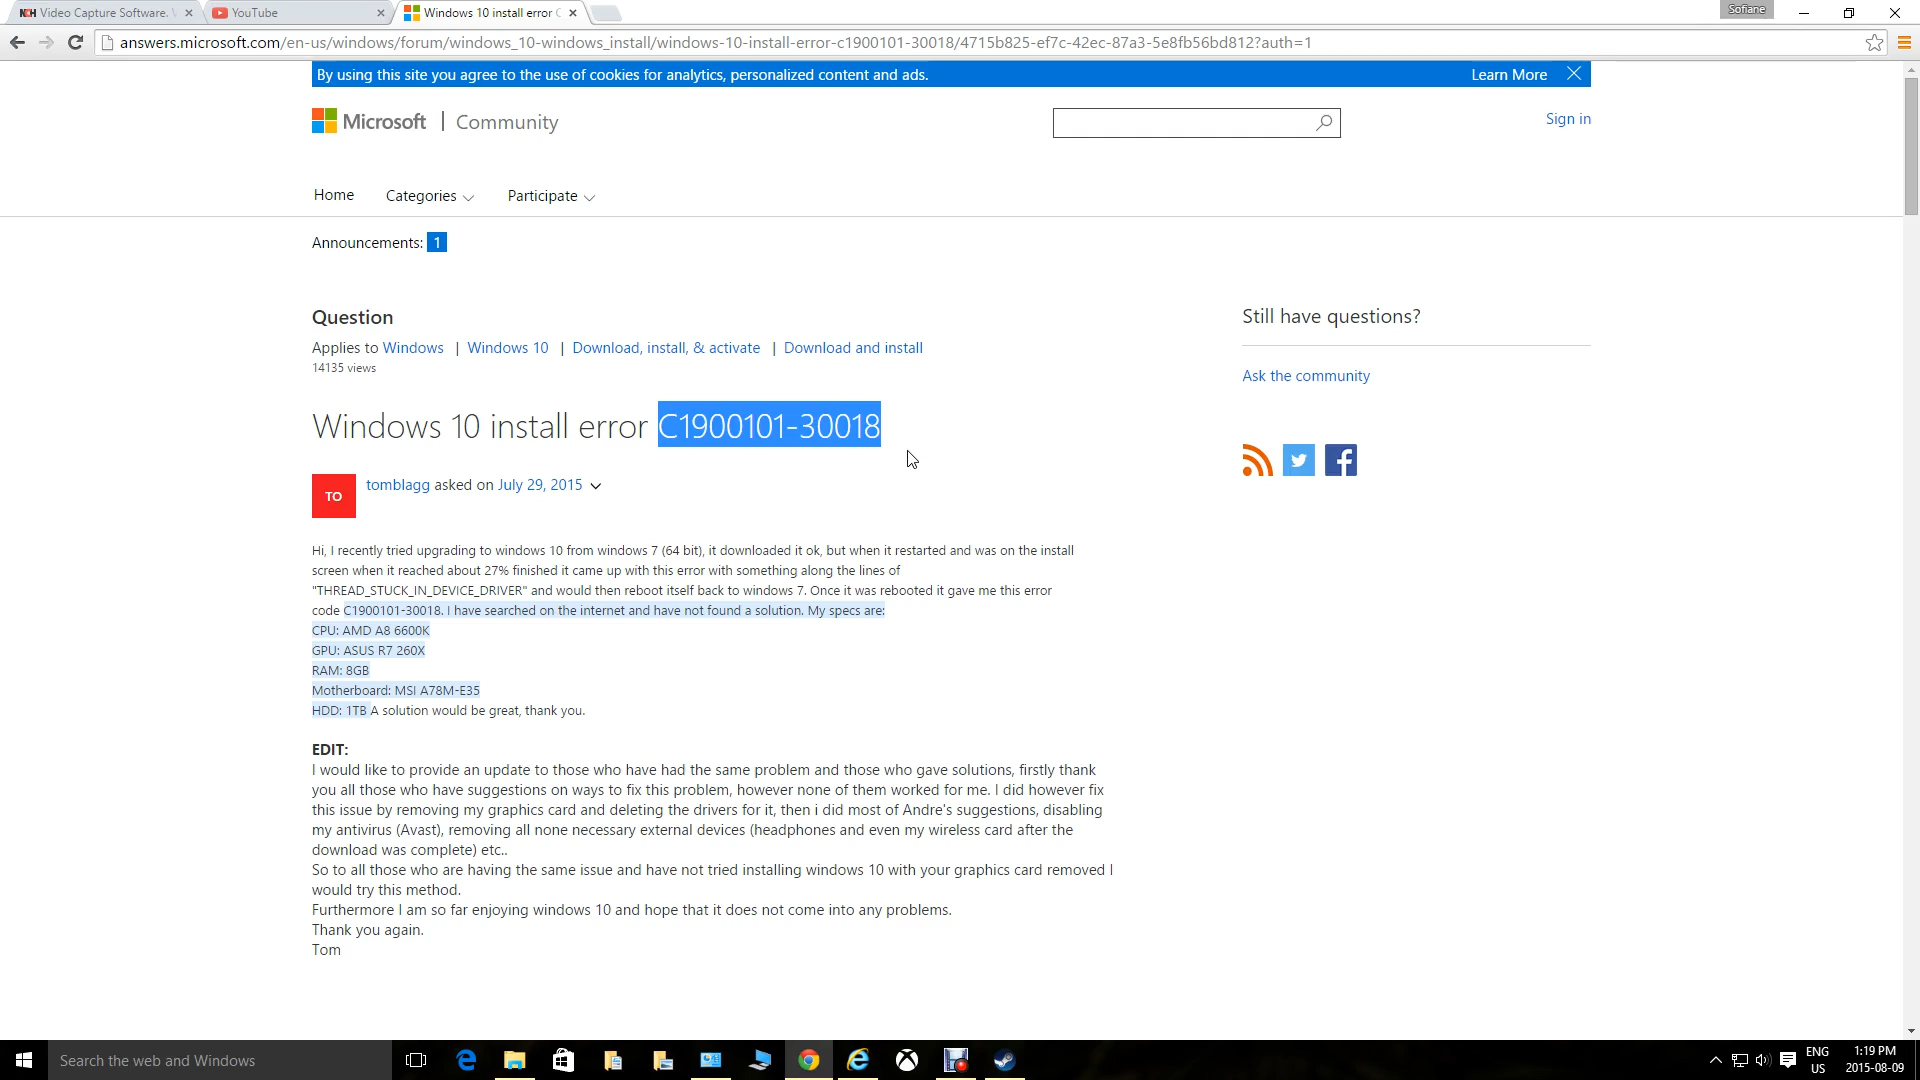 NCH Video Capture Software.
YouTube
Windows 10 install error
Sofiane
answers.microsoft.com/en-us/windows/forum/windows_10-windows_install/windows-10-install-error-c1900101-30018/4715b825-ef7c-42ec-87a3-5e8fb56bd812?auth=1
By using this site you agree to the use of cookies for analytics, personalized content and ads.
Learn More
Microsoft | Community
Sign in
Home
Categories
Participate
Announcements: 1
Question
Applies to Windows | Windows 10 | Download, install, & activate | Download and install
14135 views
Still have questions?
Ask the community
Windows 10 install error C1900101-30018
TO
tomblagg asked on July 29, 2015
Hi, I recently tried upgrading to windows 10 from windows 7 (64 bit), it downloaded it ok, but when it restarted and was on the install
screen when it reached about 27% finished it came up with this error with something along the lines of
"THREAD_STUCK_IN_DEVICE_DRIVER" and would then reboot itself back to windows 7. Once it was rebooted it gave me this error
code C1900101-30018. I have searched on the internet and have not found a solution. My specs are:
CPU: AMD A8 6600K
GPU: ASUS R7 260X
RAM: 8GB
Motherboard: MSI A78M-E35
HDD: 1TB A solution would be great, thank you.
EDIT:
I would like to provide an update to those who have had the same problem and those who gave solutions, firstly thank
you all those who have suggestions on ways to fix this problem, however none of them worked for me. I did however fix
this issue by removing my graphics card and deleting the drivers for it, then i did most of Andre's suggestions, disabling
my antivirus (Avast), removing all none necessary external devices (headphones and even my wireless card after the
download was complete) etc..
So to all those who are having the same issue and have not tried installing windows 10 with your graphics card removed I
would try this method.
Furthermore I am so far enjoying windows 10 and hope that it does not come into any problems.
Thank you again.
Tom
Search the web and Windows
ENG
US
1:19 PM
2015-08-09